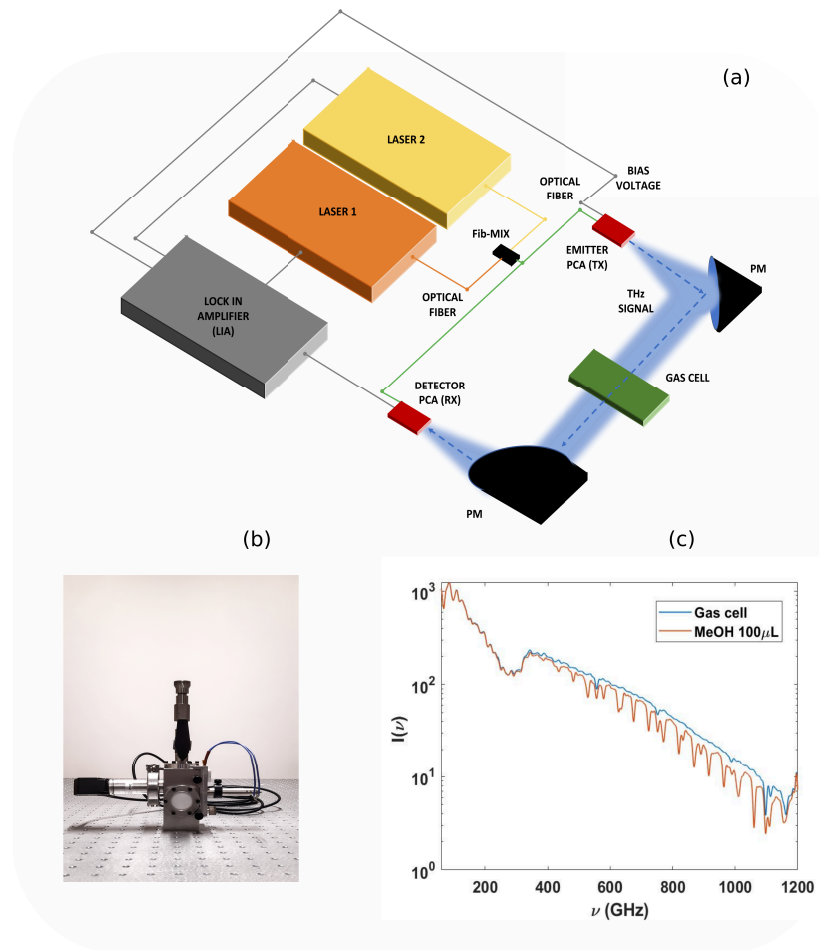 (a)
LASER 2
LASER 1
LOCK IN
AMPLIFIER
(LIA)
OPTICAL
FIBER
Fib-MIX
OPTICAL
FIBER
BIAS
VOLTAGE
EMITTER
PCA (TX)
PM
THz
SIGNAL
GAS CELL
DETECTOR
PCA (RX)
PM
(b)
(c)
10³
10²
10¹
10⁰
I(ν)
Gas cell
MeOH 100μL
200
400
600
800
1000
1200
ν (GHz)